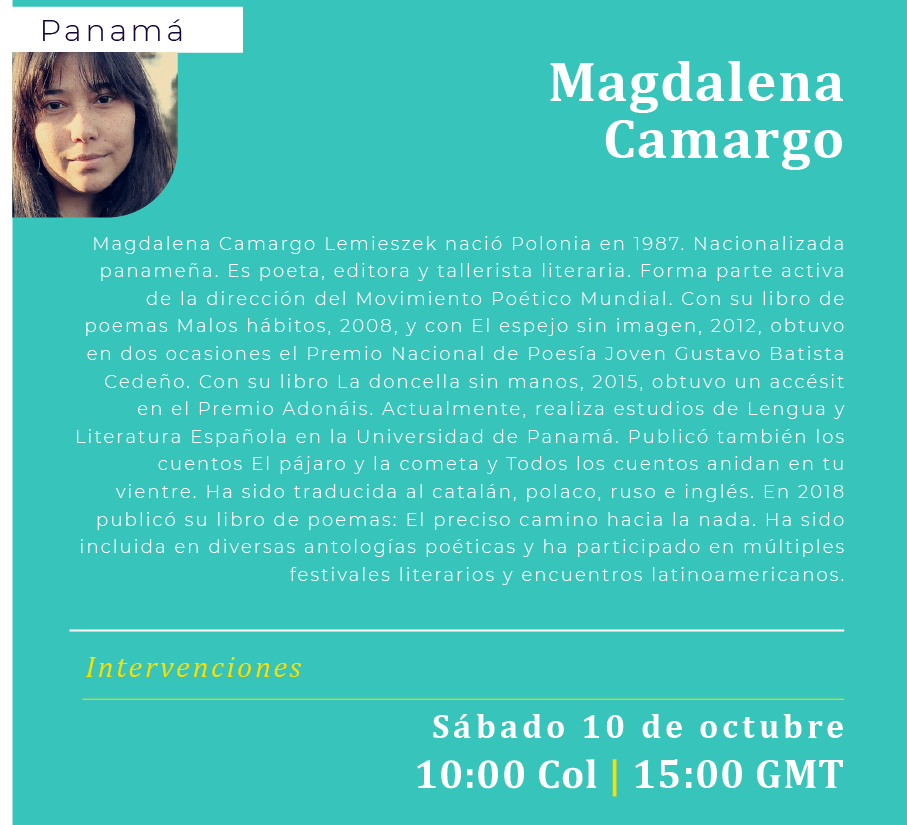 Panamá
Magdalena
Camargo
Magdalena Camargo Lemieszek nació Polonia en 1987. Nacionalizada
panameña. Es poeta, editora y tallerista literaria. Forma parte activa
de la dirección del Movimiento Poético Mundial. Con su libro de
poemas Malos hábitos, 2008, y con El espejo sin imagen, 2012, obtuvo
en dos ocasiones el Premio Nacional de Poesía Joven Gustavo Batista
Cedeño. Con su libro La doncella sin manos, 2015, obtuvo un accésit
en el Premio Adonáis. Actualmente, realiza estudios de Lengua y
Literatura Española en la Universidad de Panamá. Publicó también los
cuentos El pájaro y la cometa y Todos los cuentos anidan en tu
vientre. Ha sido traducida al catalán, polaco, ruso e inglés. En 2018
publicó su libro de poemas: El preciso camino hacia la nada. Ha sido
incluida en diversas antologías poéticas y ha participado en múltiples
festivales literarios y encuentros latinoamericanos.
Intervenciones
Sábado 10 de octubre
10:00 Col | 15:00 GMT